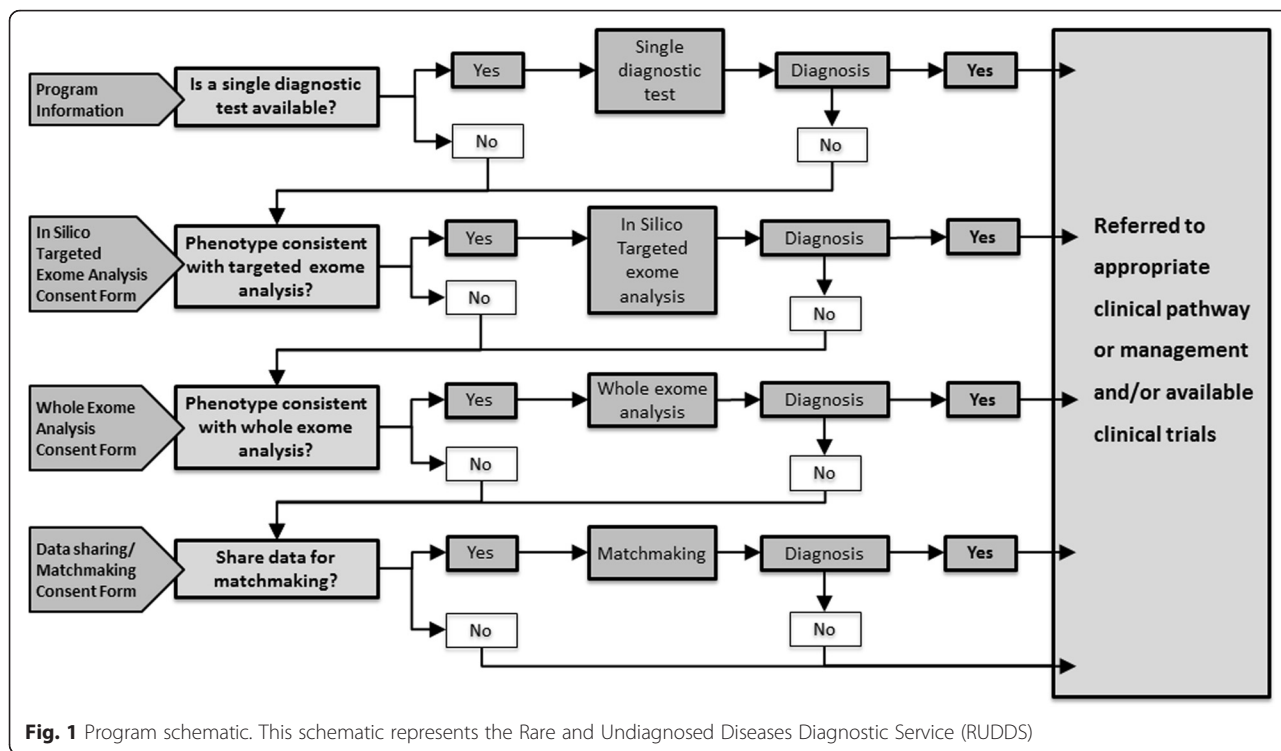 Program
Information
Is a single diagnostic
test available?
Yes
Single
diagnostic
test
Diagnosis
Yes
No
No
In Silico
Targeted
Exome Analysis
Consent Form
Phenotype consistent
with targeted exome
analysis?
Yes
In Silico
Targeted
exome
analysis
Diagnosis
Yes
No
No
Whole Exome
Analysis
Consent Form
Phenotype consistent
with whole exome
analysis?
Yes
Whole exome
analysis
Diagnosis
Yes
No
No
Data sharing/
Matchmaking
Consent Form
Share data for
matchmaking?
Yes
Matchmaking
Diagnosis
Yes
No
No
Referred to
appropriate
clinical pathway
or management
and/or available
clinical trials
Fig. 1 Program schematic. This schematic represents the Rare and Undiagnosed Diseases Diagnostic Service (RUDDS)